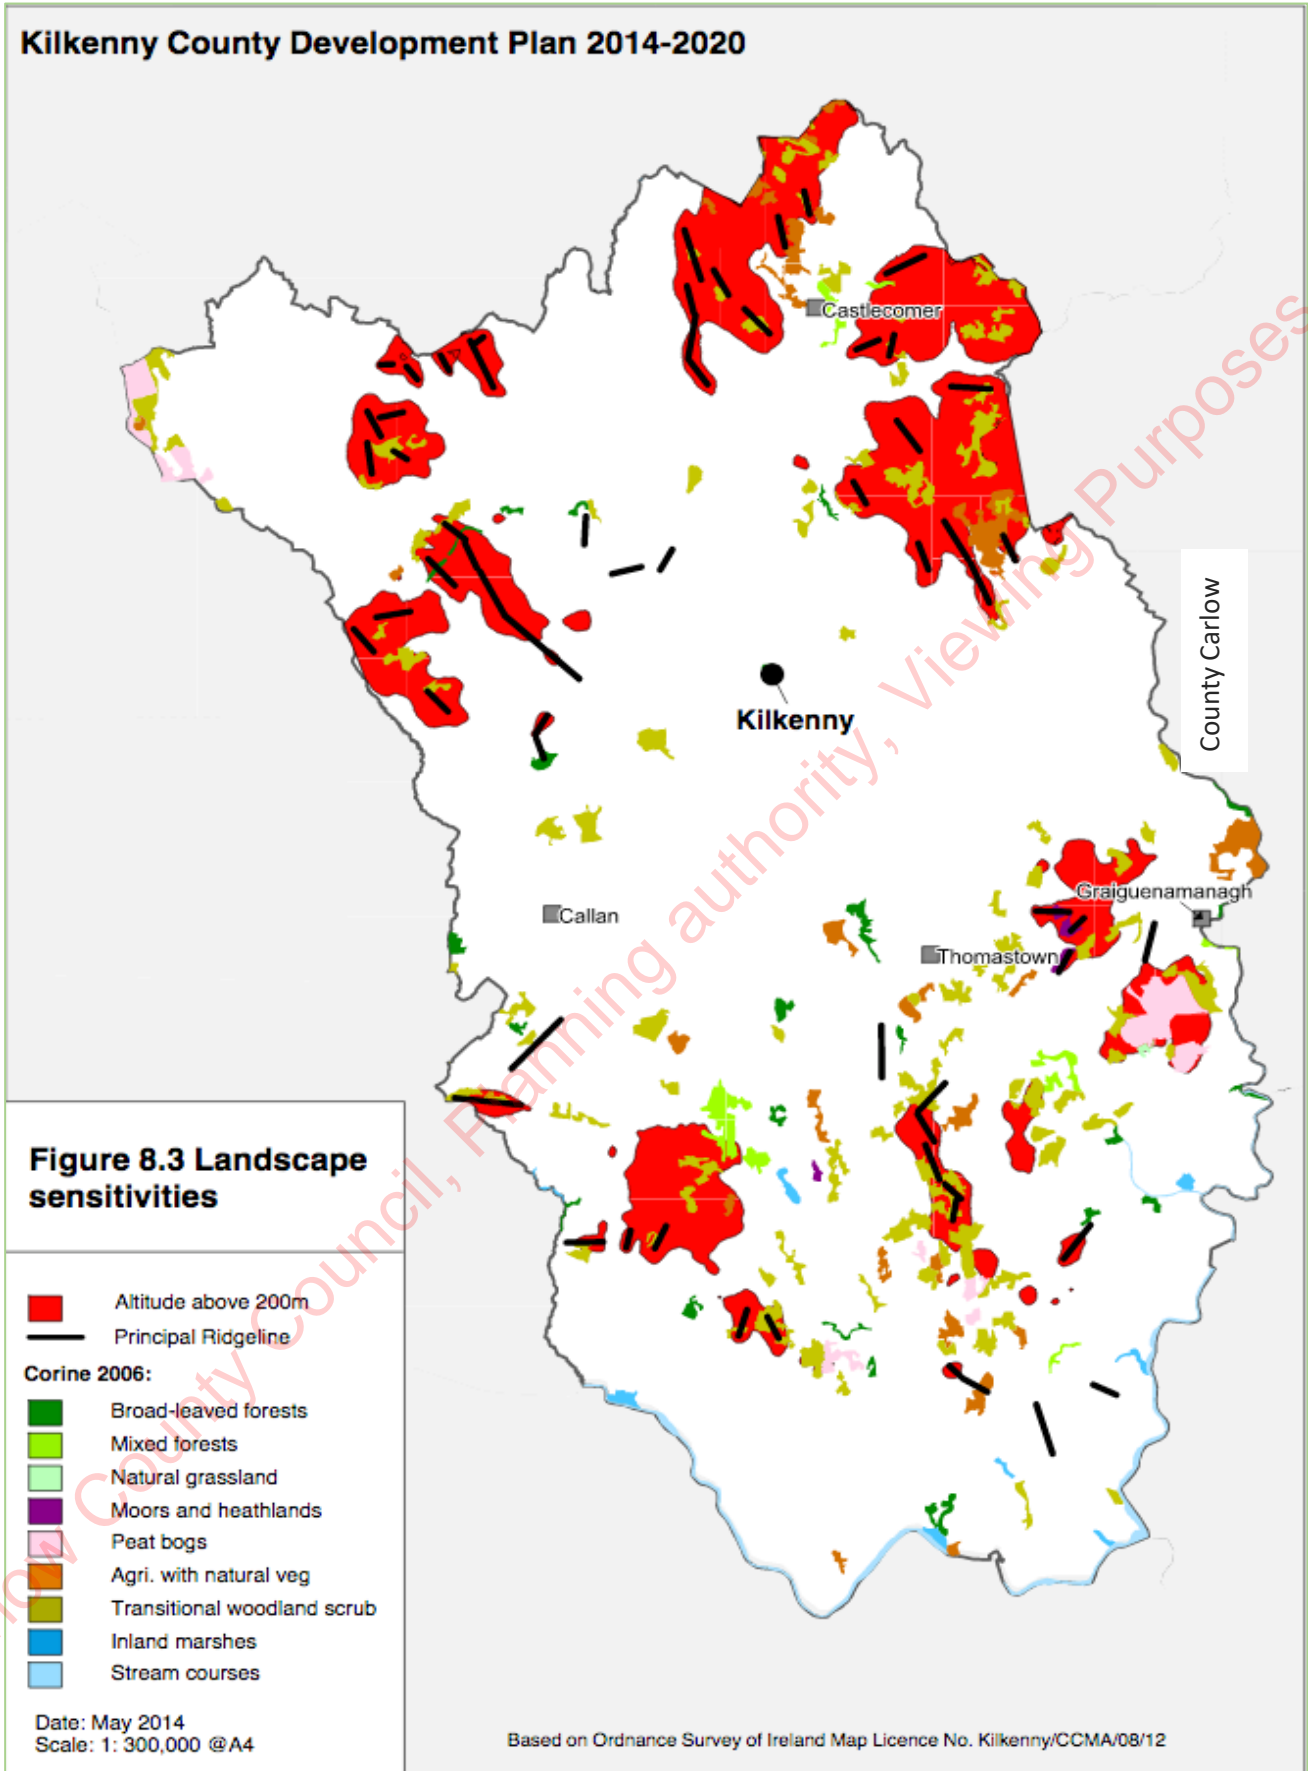 Kilkenny County Development Plan 2014-2020
Castlecomer
County Carlow
Kilkenny
Graiguenamanagh
Callan
Thomastown
Figure 8.3 Landscape
sensitivities
Altitude above 200m
Principal Ridgeline
Corine 2006:
Broad-leaved forests
Mixed forests
Natural grassland
Moors and heathlands
Peat bogs
Agri. with natural veg
Transitional woodland scrub
Inland marshes
Stream courses
Date: May 2014
Scale: 1: 300,000 @A4
Based on Ordnance Survey of Ireland Map Licence No. Kilkenny/CCMA/08/12
County Council, Planning authority, Viewing Purposes